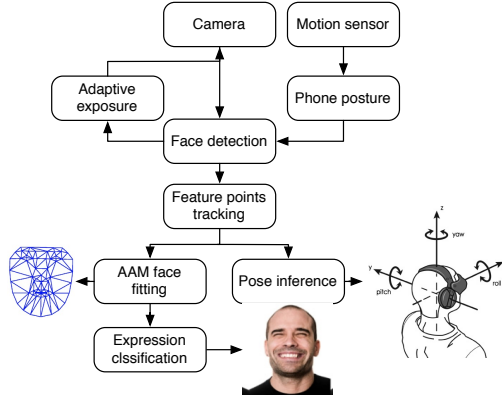 Camera
Motion sensor
Adaptive
exposure
Phone posture
Face detection
Feature points
tracking
z
yaw
y
pitch
x
roll
AAM face
fitting
Pose inference
Expression
clssification